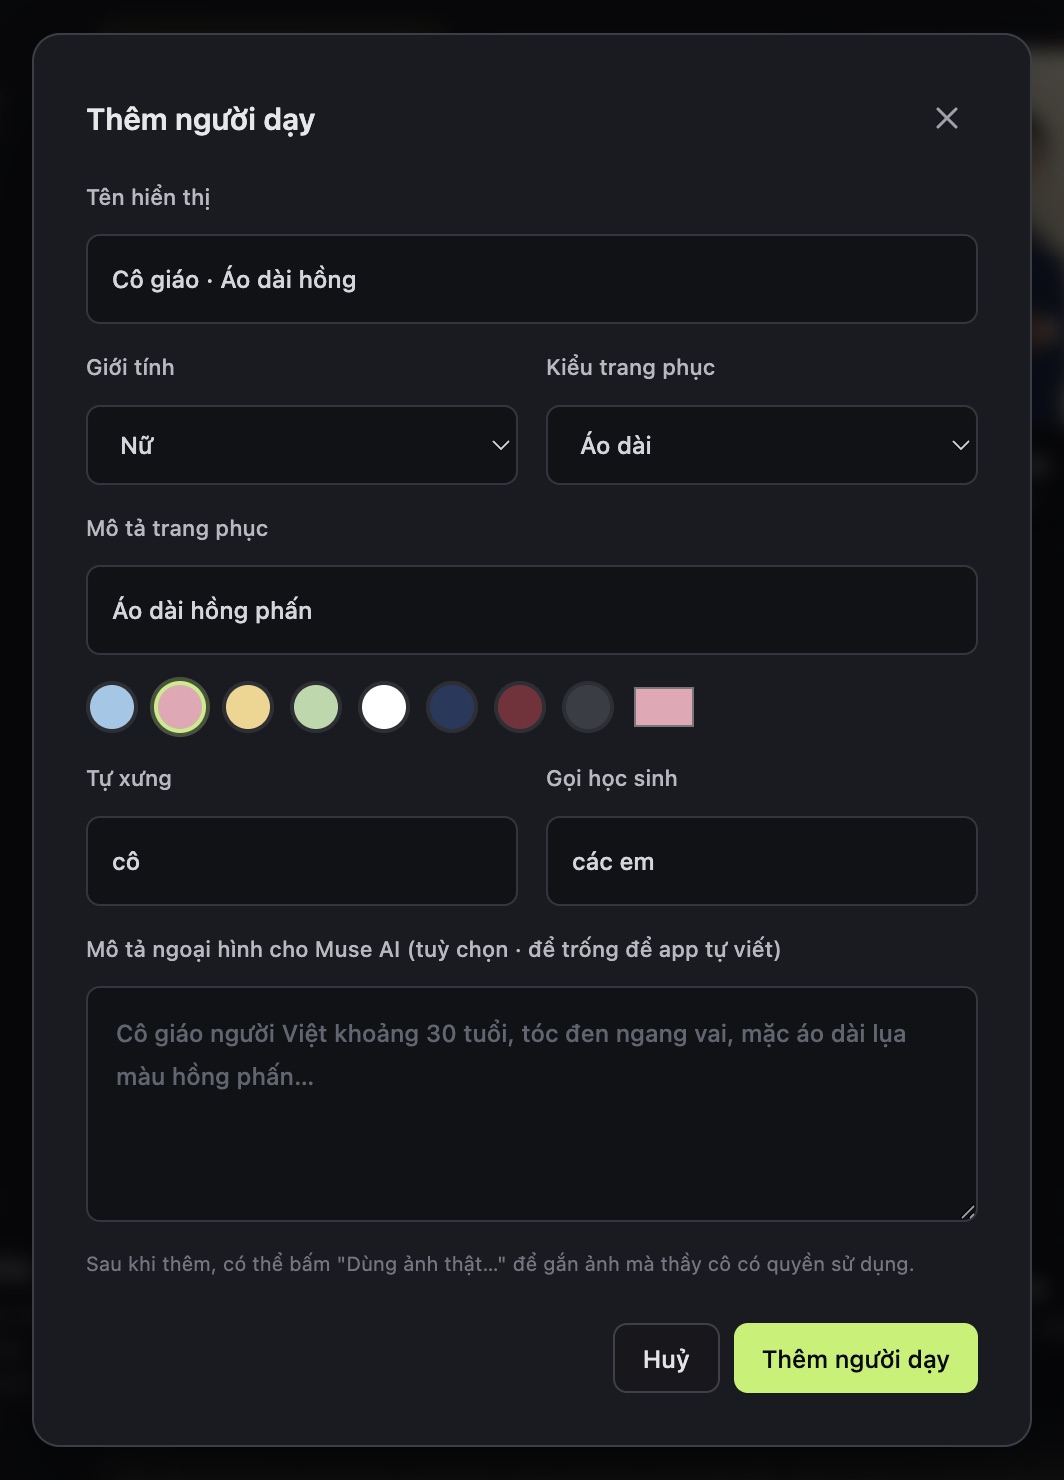 Thêm người dạy
Tên hiển thị
Cô giáo · Áo dài hồng
Giới tính
Kiểu trang phục
Nữ
Áo dài
Mô tả trang phục
Áo dài hồng phấn
Tự xưng
Gọi học sinh
cô
các em
Mô tả ngoại hình cho Muse AI (tuỳ chọn · để trống để app tự viết)
Cô giáo người Việt khoảng 30 tuổi, tóc đen ngang vai, mặc áo dài lụa
màu hồng phấn...
Sau khi thêm, có thể bấm "Dùng ảnh thật..." để gắn ảnh mà thầy cô có quyền sử dụng.
Huỷ
Thêm người dạy